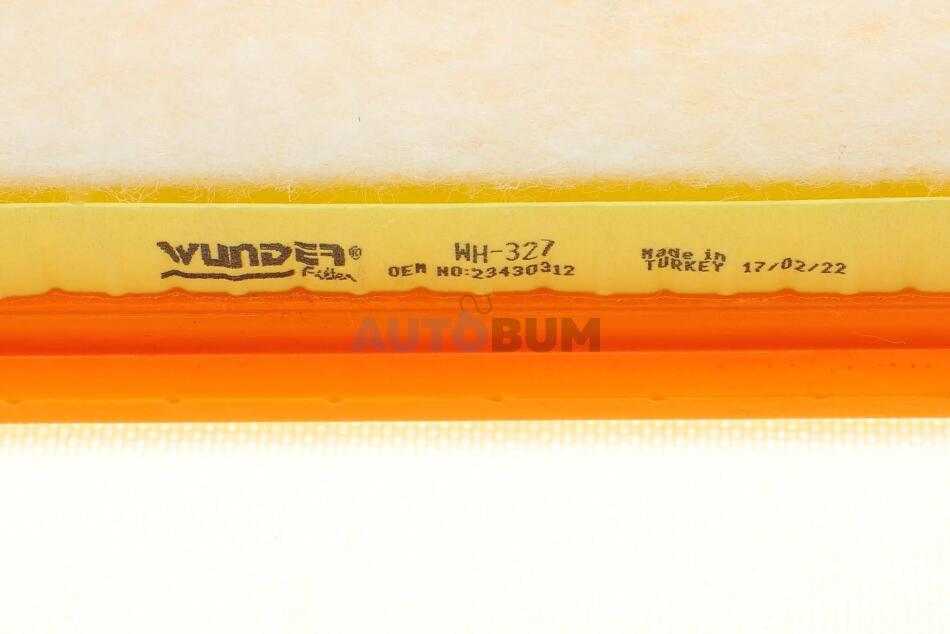 WUNDER®
Filter
WH-327
OEM NO:23430312
Made in
TURKEY 17/02/22
AUTOBUM